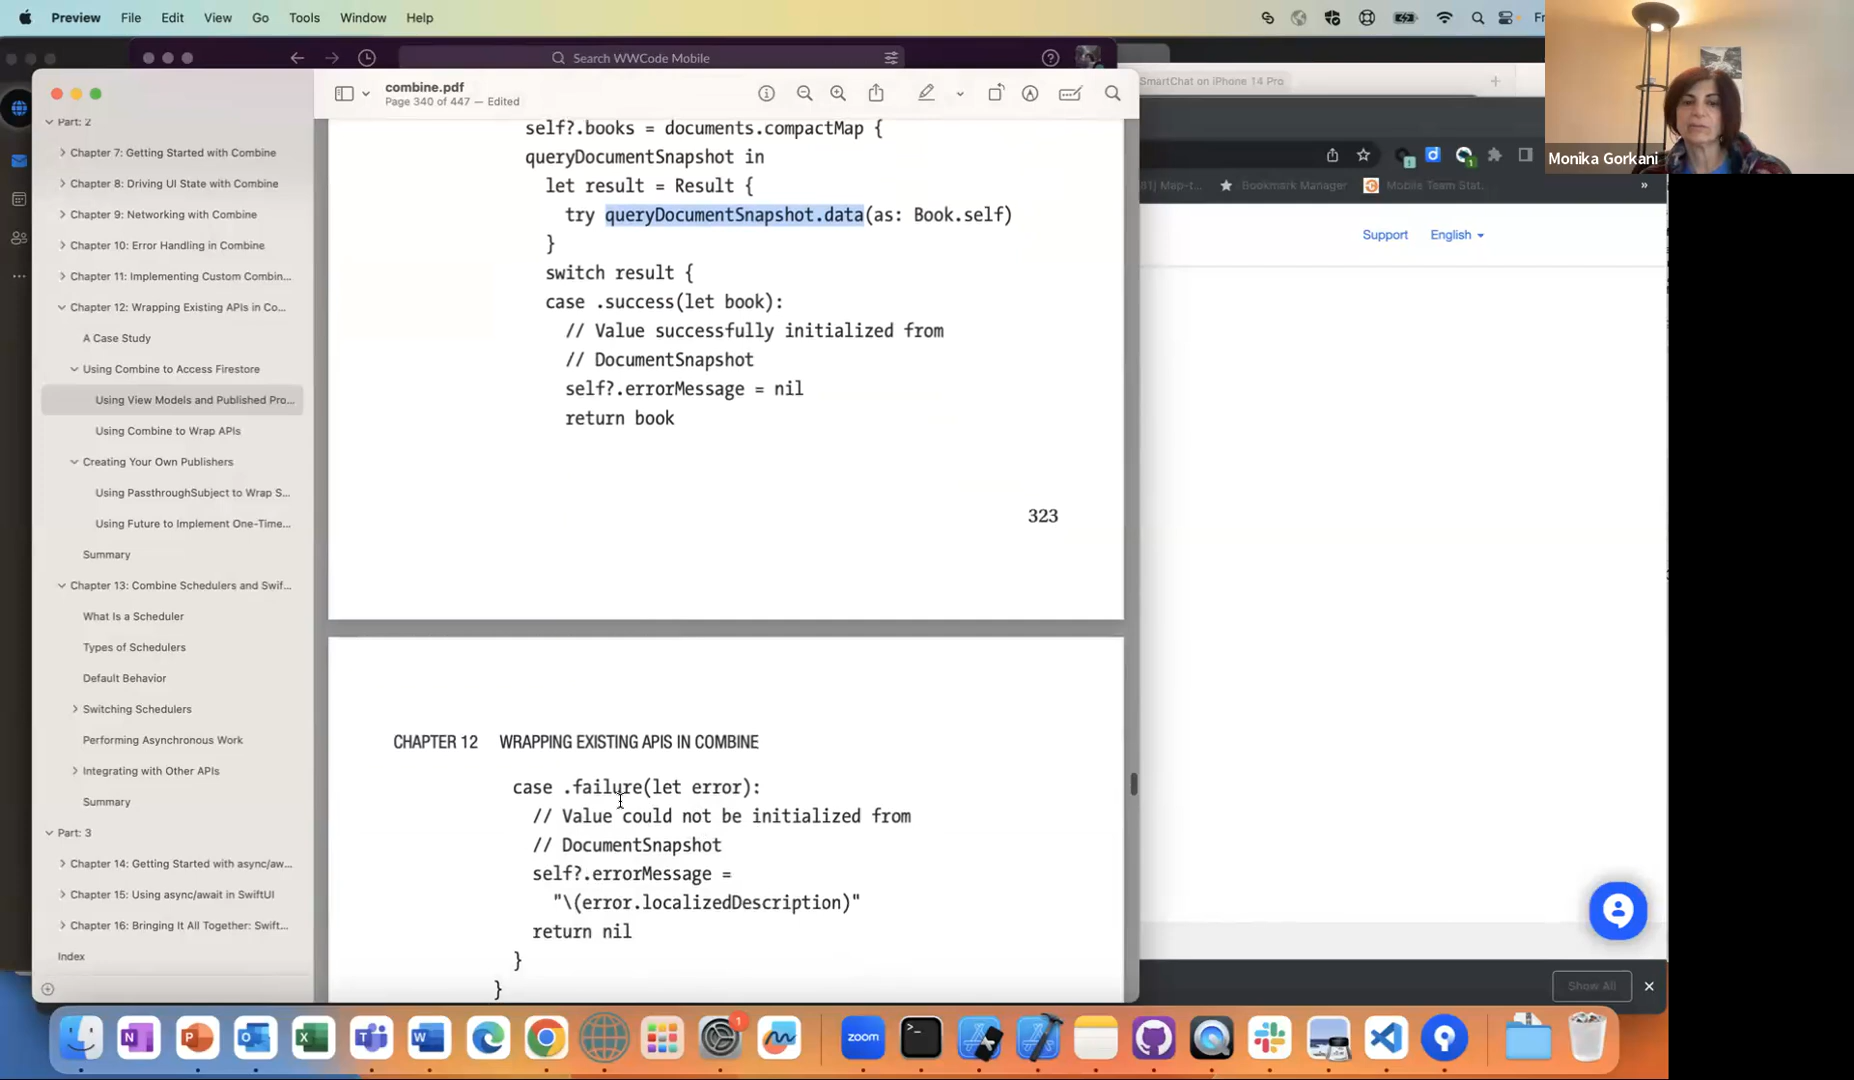 Preview File Edit View Go Tools Window Help Fr
Search WWCode Mobile
SmartChat on iPhone 14 Pro
combine.pdf
Page 340 of 447 — Edited
Part: 2
Chapter 7: Getting Started with Combine
Chapter 8: Driving UI State with Combine
Chapter 9: Networking with Combine
Chapter 10: Error Handling in Combine
Chapter 11: Implementing Custom Combin...
Chapter 12: Wrapping Existing APIs in Co...
A Case Study
Using Combine to Access Firestore
Using View Models and Published Pro...
Using Combine to Wrap APIs
Creating Your Own Publishers
Using PassthroughSubject to Wrap S...
Using Future to Implement One-Time...
Summary
Chapter 13: Combine Schedulers and Swif...
What Is a Scheduler
Types of Schedulers
Default Behavior
Switching Schedulers
Performing Asynchronous Work
Integrating with Other APIs
Summary
Part: 3
Chapter 14: Getting Started with async/aw...
Chapter 15: Using async/await in SwiftUI
Chapter 16: Bringing It All Together: Swift...
Index
self?.books = documents.compactMap {
queryDocumentSnapshot in
let result = Result {
try queryDocumentSnapshot.data(as: Book.self)
}
switch result {
case .success(let book):
// Value successfully initialized from
// DocumentSnapshot
self?.errorMessage = nil
return book
323
CHAPTER 12 WRAPPING EXISTING APIS IN COMBINE
case .failure(let error):
// Value could not be initialized from
// DocumentSnapshot
self?.errorMessage =
"\(error.localizedDescription)"
return nil
}
}
Monika Gorkani
81) Map-t... Bookmark Manager Mobile Team Stat... »
Support English
Show All
zoom
1